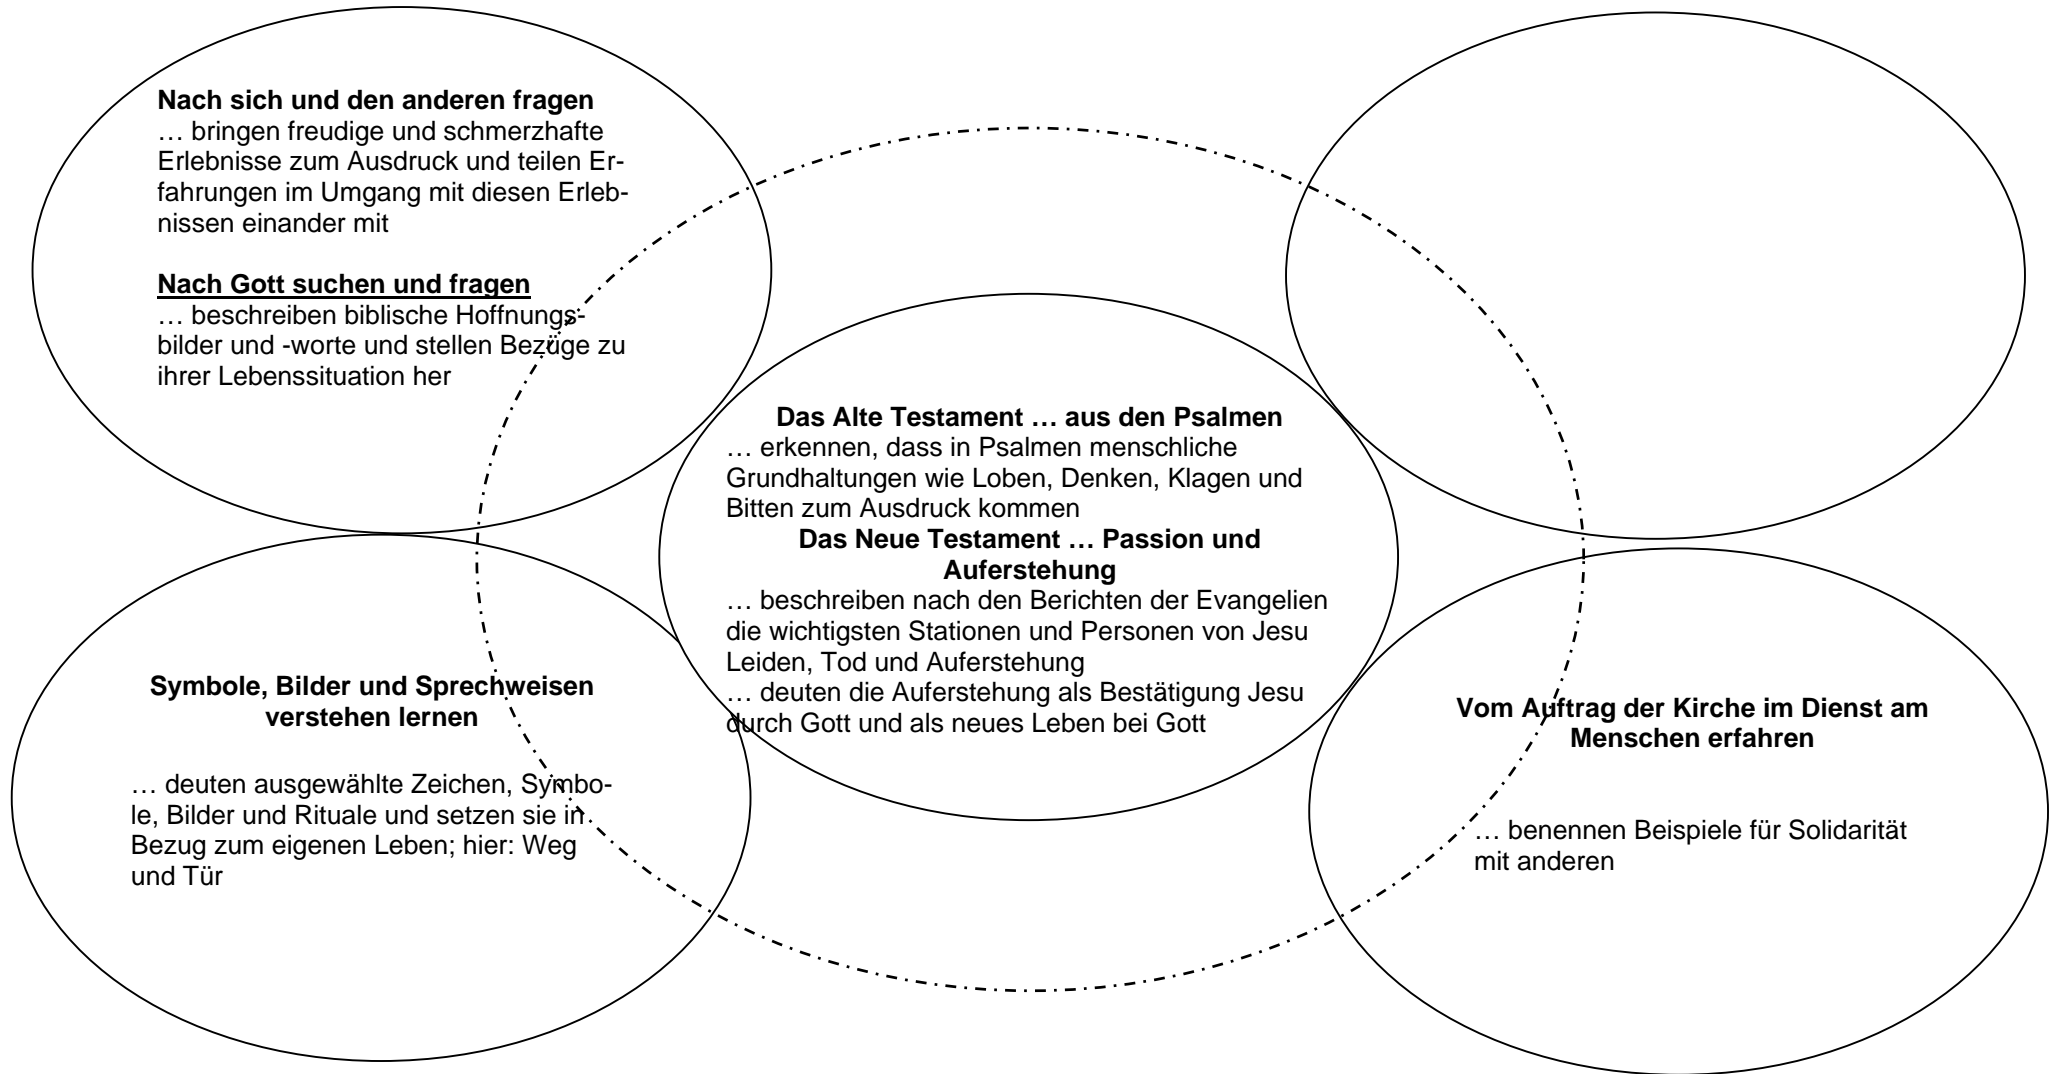 Nach sich und den anderen fragen
… bringen freudige und schmerzhafte
Erlebnisse zum Ausdruck und teilen Er-
fahrungen im Umgang mit diesen Erleb-
nissen einander mit
Nach Gott suchen und fragen
… beschreiben biblische Hoffnungs-
bilder und -worte und stellen Bezüge zu
ihrer Lebenssituation her
Das Alte Testament … aus den Psalmen
… erkennen, dass in Psalmen menschliche
Grundhaltungen wie Loben, Denken, Klagen und
Bitten zum Ausdruck kommen
Das Neue Testament … Passion und
Auferstehung
… beschreiben nach den Berichten der Evangelien
die wichtigsten Stationen und Personen von Jesu
Leiden, Tod und Auferstehung
… deuten die Auferstehung als Bestätigung Jesu
durch Gott und als neues Leben bei Gott
Symbole, Bilder und Sprechweisen
verstehen lernen
… deuten ausgewählte Zeichen, Symbo-
le, Bilder und Rituale und setzen sie in
Bezug zum eigenen Leben; hier: Weg
und Tür
Vom Auftrag der Kirche im Dienst am
Menschen erfahren
… benennen Beispiele für Solidarität
mit anderen